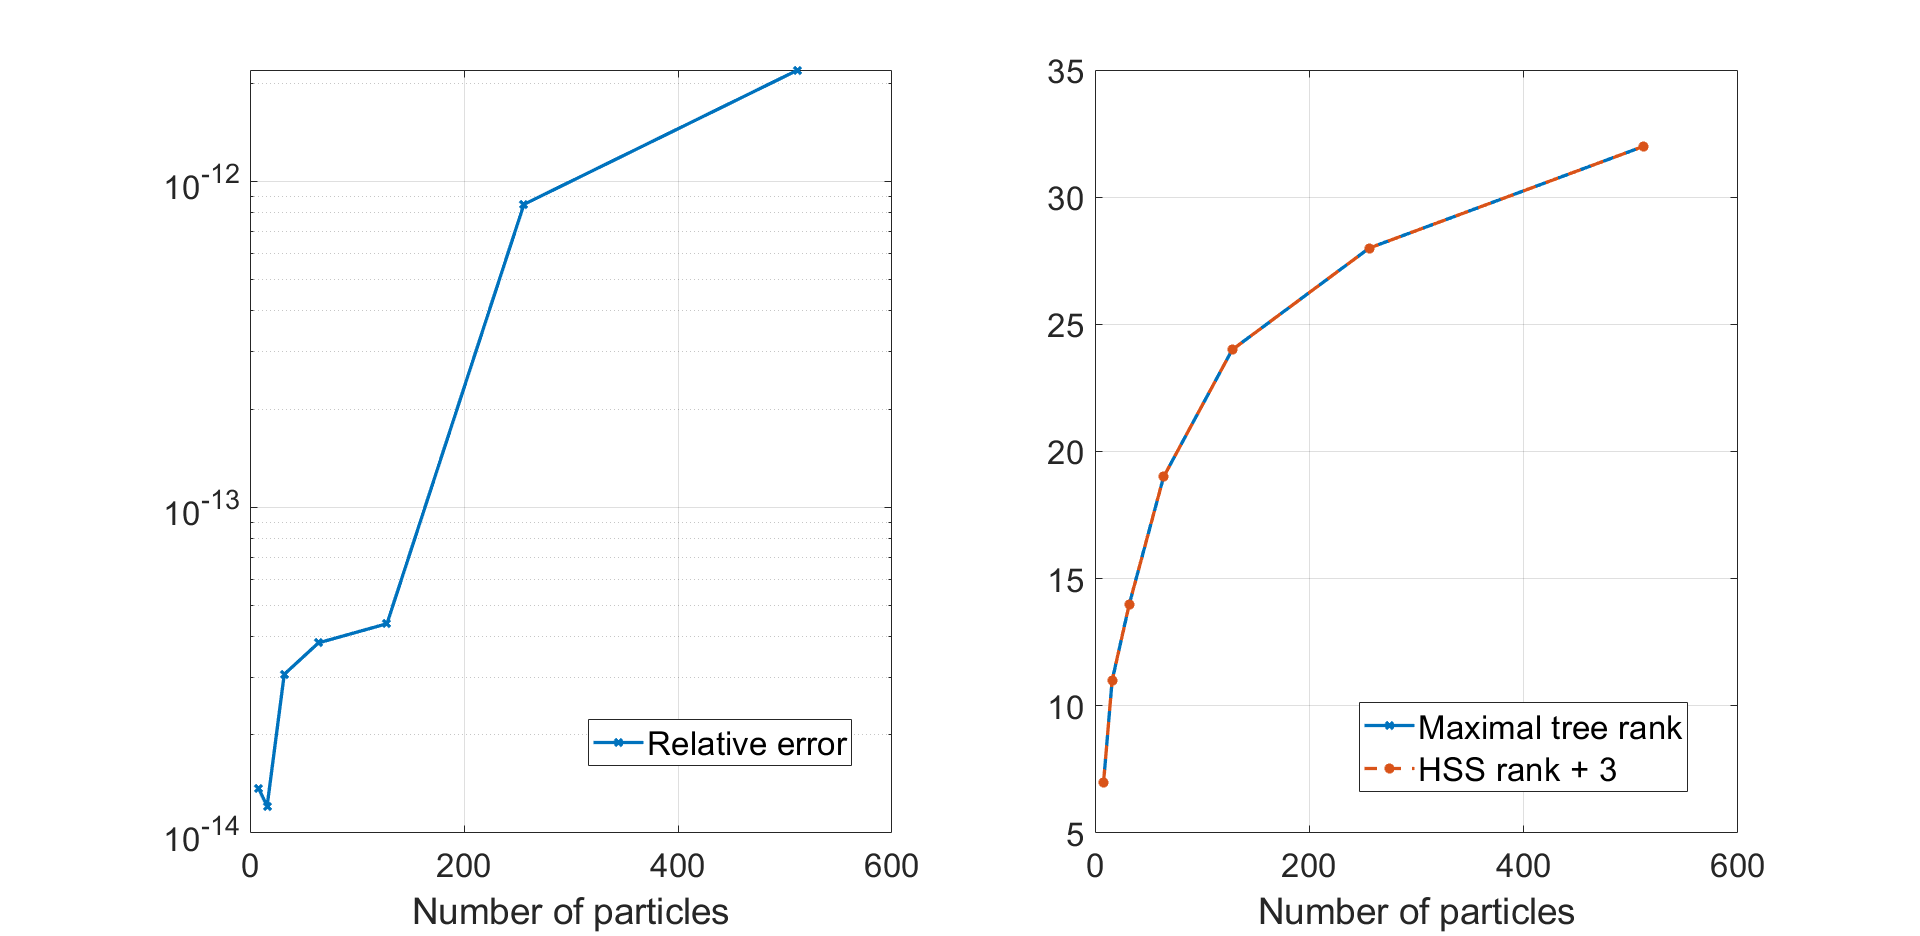 10^-12
10^-13
10^-14
0 200 400 600
Number of particles
Relative error
35
30
25
20
15
10
5
0 200 400 600
Number of particles
Maximal tree rank
HSS rank + 3